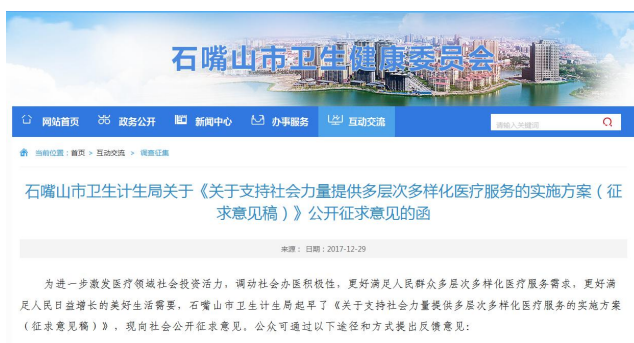 石嘴山市卫生健康委员会
网站首页 政务公开 新闻中心 办事服务 互动交流 请输入关键词
当前位置：首页 > 互动交流 > 调查征集
石嘴山市卫生计生局关于《关于支持社会力量提供多层次多样化医疗服务的实施方案（征
求意见稿）》公开征求意见的函
来源： 日期：2017-12-29
为进一步激发医疗领域社会投资活力，调动社会办医积极性，更好满足人民群众多层次多样化医疗服务需求，更好满
足人民日益增长的美好生活需要，石嘴山市卫生计生局起早了《关于支持社会力量提供多层次多样化医疗服务的实施方案
（征求意见稿）》，现向社会公开征求意见。公众可通过以下途径和方式提出反馈意见：